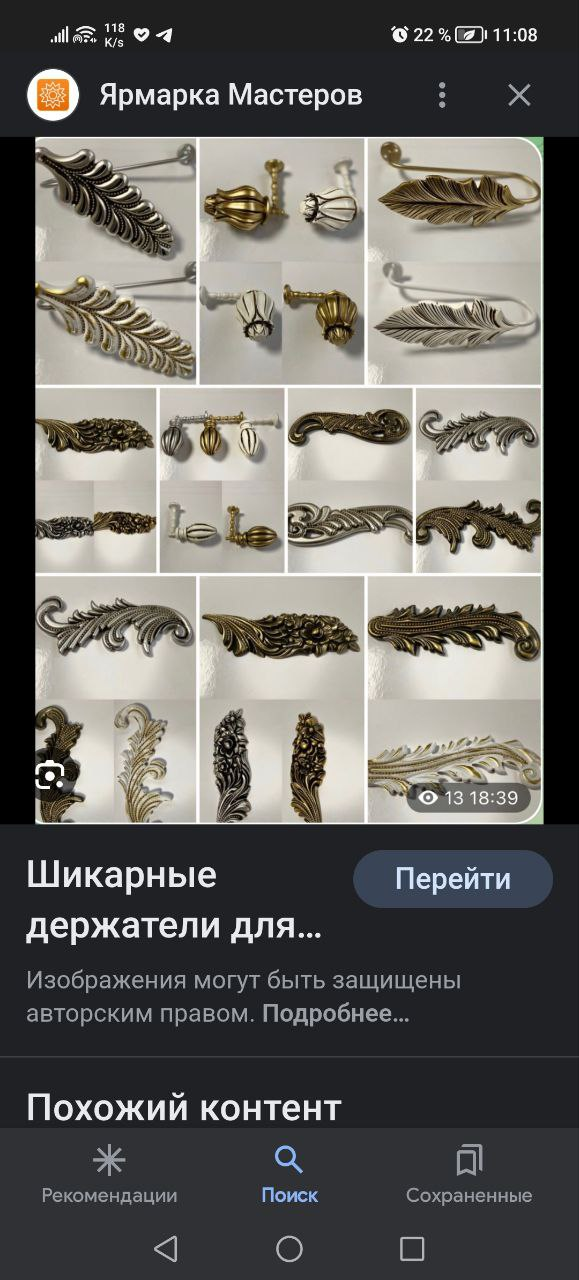 118
K/s
22 %
11:08
Ярмарка Мастеров
13 18:39
Шикарные
держатели для...
Перейти
Изображения могут быть защищены
авторским правом. Подробнее...
Похожий контент
Рекомендации
Поиск
Сохраненные